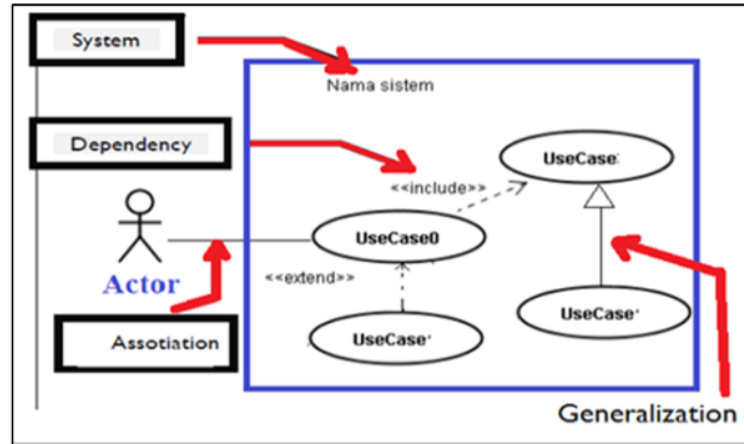 System
Nama sistem
Dependency
<<include>>
UseCase
UseCase0
Actor
<<extend>>
UseCase
UseCase
Assotiation
Generalization